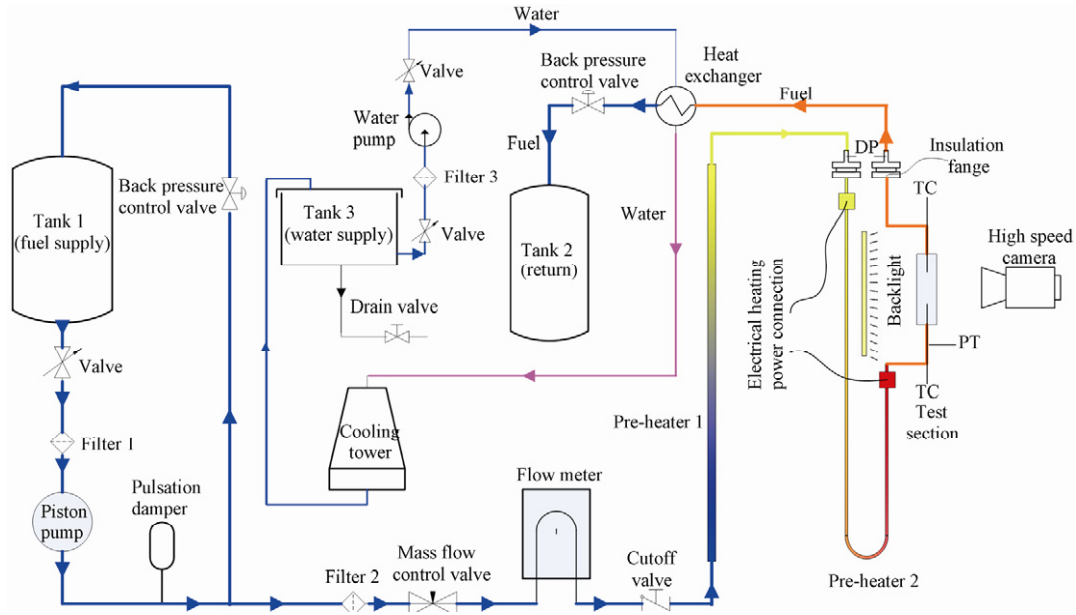 Water
Valve
Water
pump
Filter 3
Back pressure
control valve
Heat
exchanger
Fuel
Fuel
DP
Insulation
fange
Tank 1
(fuel supply)
Back pressure
control valve
Tank 3
(water supply)
Valve
Tank 2
(return)
Water
TC
High speed
camera
Backlight
Electrical heating
power connection
Drain valve
PT
TC
Test
section
Valve
Filter 1
Cooling
tower
Pre-heater 1
Piston
pump
Pulsation
damper
Flow meter
Filter 2
Mass flow
control valve
Cutoff
valve
Pre-heater 2